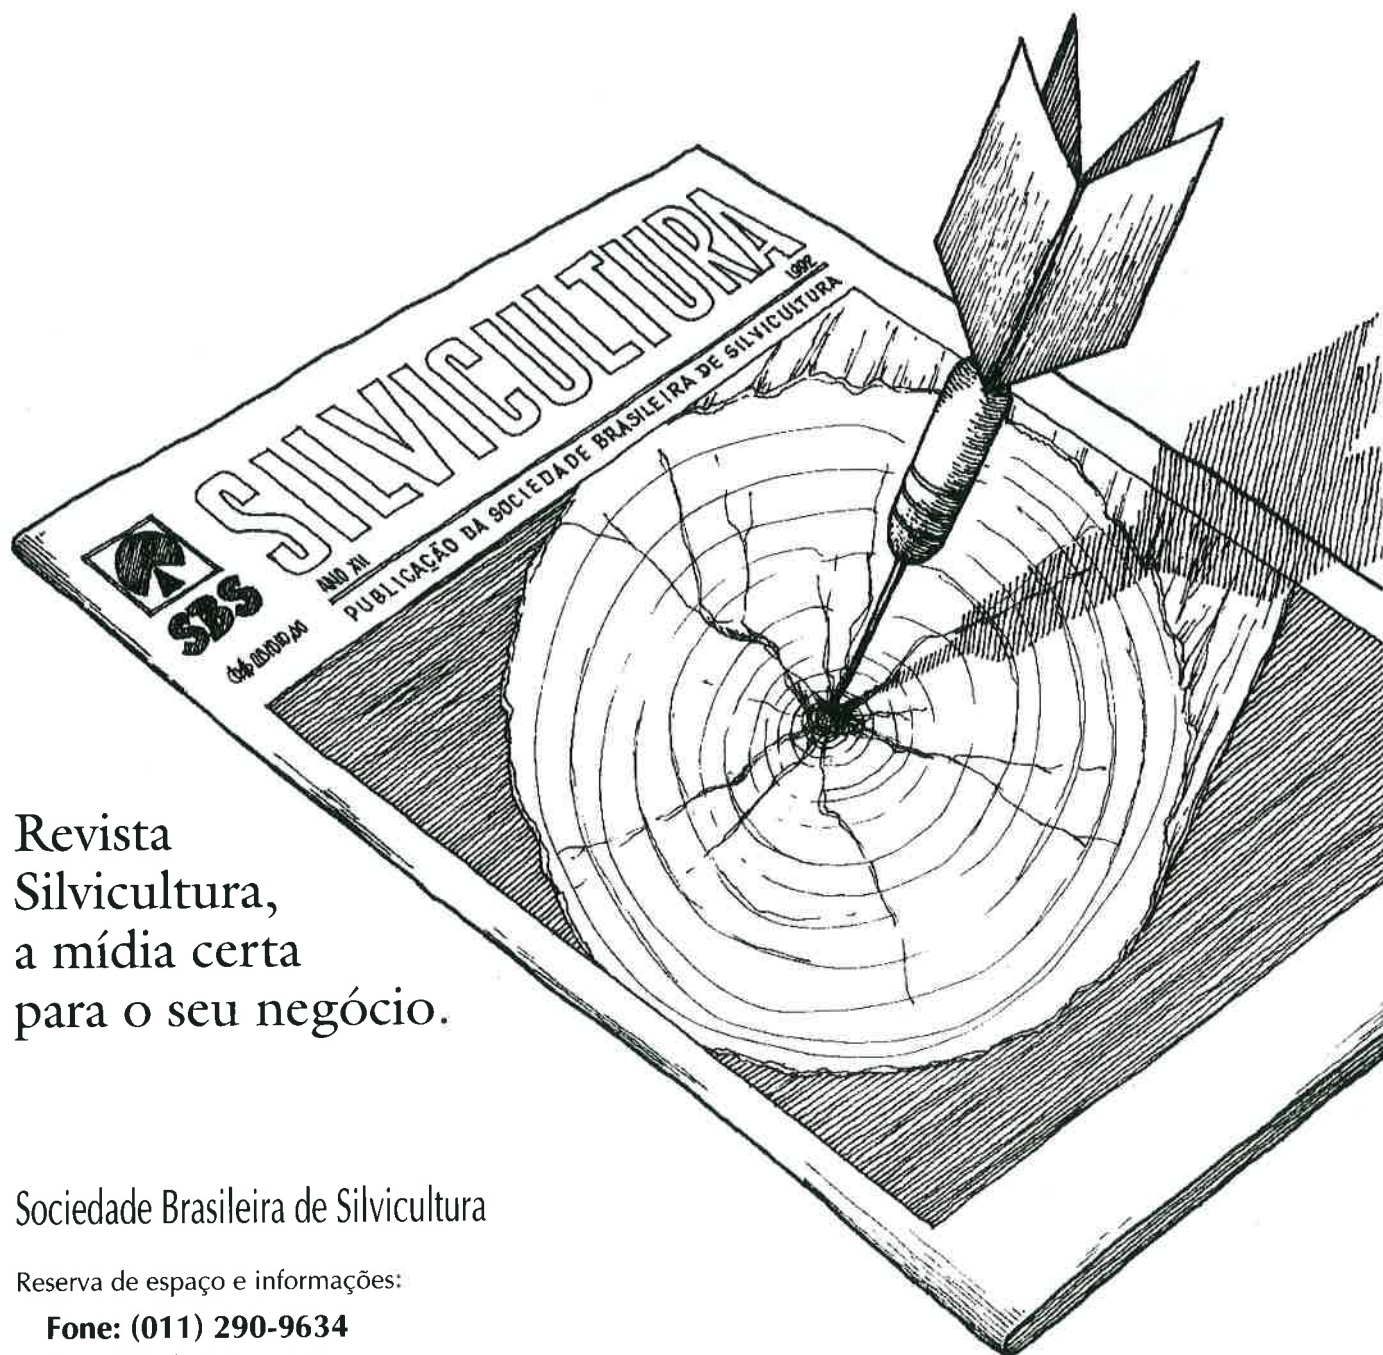 SILVICULTURA
1992
SBS
ANO XII
PUBLICAÇÃO DA SOCIEDADE BRASILEIRA DE SILVICULTURA
Revista
Silvicultura,
a mídia certa
para o seu negócio.
Sociedade Brasileira de Silvicultura
Reserva de espaço e informações:
Fone: (011) 290-9634